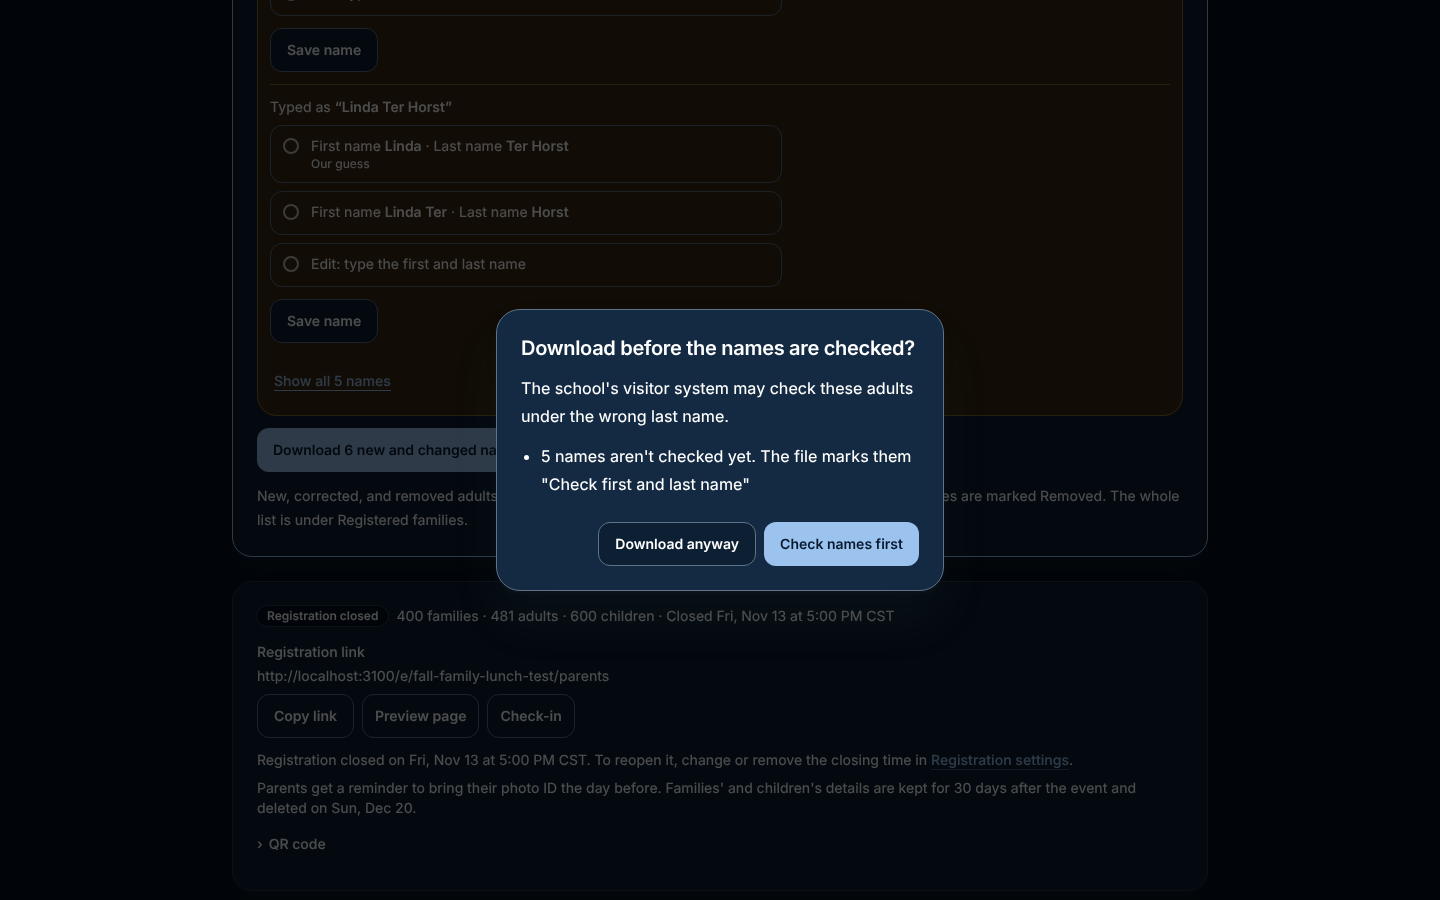 Save name
Typed as “Linda Ter Horst”
First name Linda · Last name Ter Horst
Our guess
First name Linda Ter · Last name Horst
Edit: type the first and last name
Save name
Show all 5 names
Download before the names are checked?
The school's visitor system may check these adults
under the wrong last name.
• 5 names aren't checked yet. The file marks them
"Check first and last name"
Download anyway
Check names first
Download 6 new and changed na
New, corrected, and removed adults
es are marked Removed. The whole
list is under Registered families.
Registration closed 400 families · 481 adults · 600 children · Closed Fri, Nov 13 at 5:00 PM CST
Registration link
http://localhost:3100/e/fall-family-lunch-test/parents
Copy link
Preview page
Check-in
Registration closed on Fri, Nov 13 at 5:00 PM CST. To reopen it, change or remove the closing time in Registration settings.
Parents get a reminder to bring their photo ID the day before. Families' and children's details are kept for 30 days after the event and
deleted on Sun, Dec 20.
› QR code